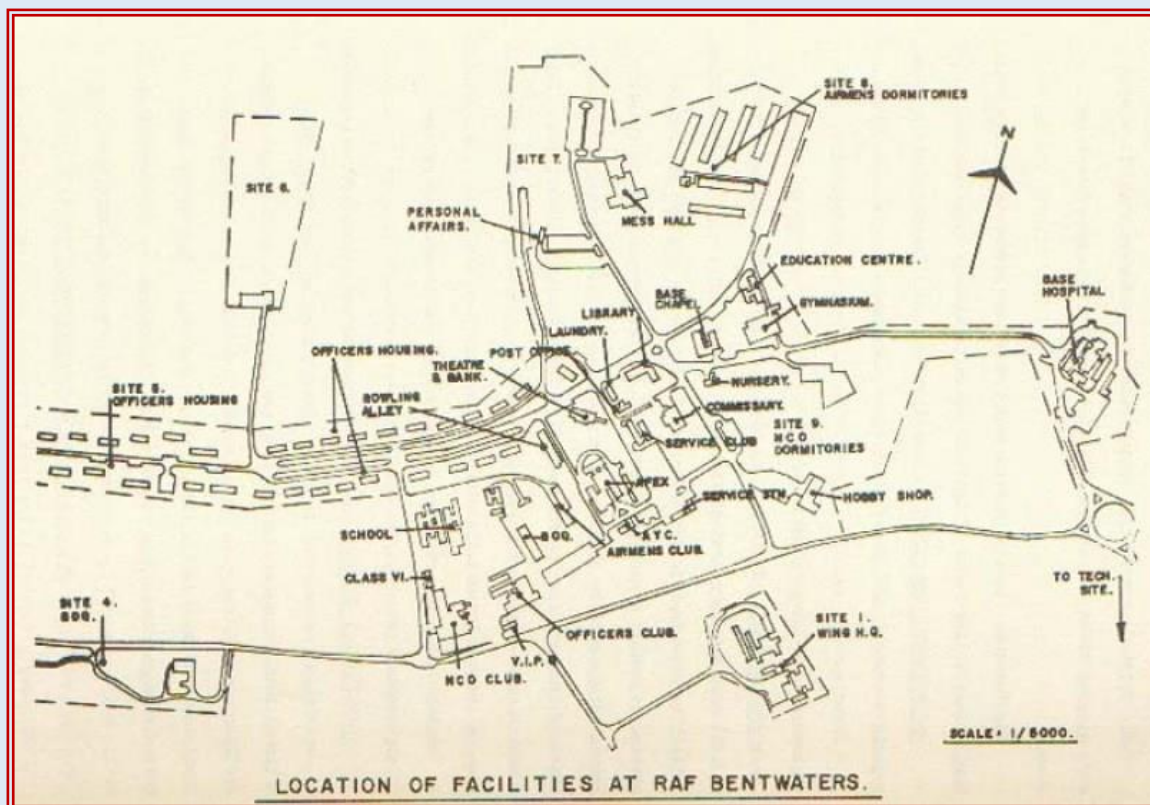 SITE 8.
AIRMENS DORMITORIES
N
SITE 7.
SITE 6.
MESS HALL
PERSONAL
AFFAIRS.
EDUCATION CENTRE.
BASE
HOSPITAL
BASE
CHAPEL
GYMNASIUM.
LIBRARY
LAUNDRY.
POST OFFICE
OFFICERS HOUSING.
THEATRE
& BANK.
SITE 5.
OFFICERS HOUSING
BOWLING
ALLEY
NURSERY.
COMMISSARY.
SERVICE CLUB
SITE 9.
NCO
DORMITORIES
APEX
SERVICE STN.
HOBBY SHOP.
SCHOOL
BOQ.
A.Y.C.
AIRMENS CLUB.
CLASS VI.
TO TECH.
SITE.
SITE 4.
BOQ.
OFFICERS CLUB.
SITE 1.
WING H.Q.
V.I.P.
NCO CLUB.
SCALE: 1/5000.
LOCATION OF FACILITIES AT RAF BENTWATERS.